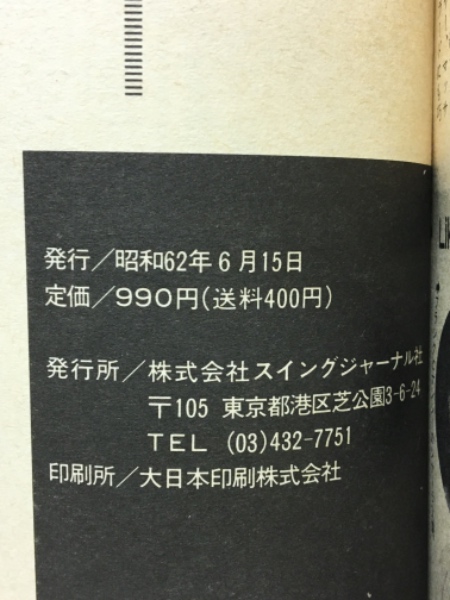 発行／昭和62年6月15日
定価／990円(送料400円)
発行所／株式会社スイングジャーナル社
〒105 東京都港区芝公園3-6-24
TEL (03)432-7751
印刷所／大日本印刷株式会社